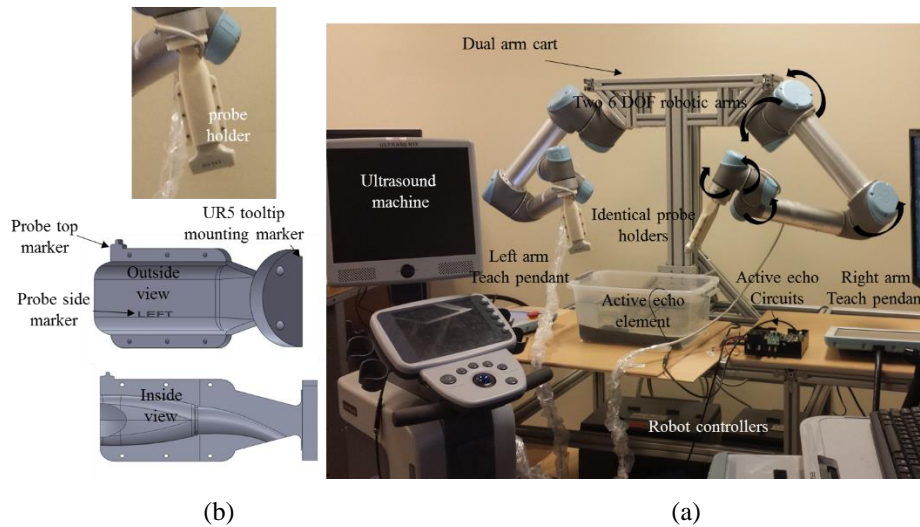 probe
holder
Probe top
marker
UR5 tooltip
mounting marker
Outside
view
Probe side
marker
LEFT
Inside
view
(b)
Dual arm cart
Two 6 DOF robotic arms
ULTRASONIX
Ultrasound
machine
Identical probe
holders
Left arm
Teach pendant
Active echo
element
Active echo
Circuits
Right arm
Teach pendant
Robot controllers
(a)